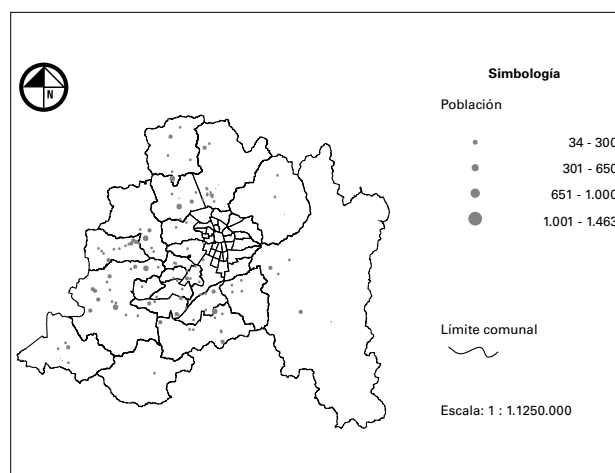 N
Simbología
Población
34 - 300
301 - 650
651 - 1.000
1.001 - 1.463
Límite comunal
Escala: 1 : 1.1250.000